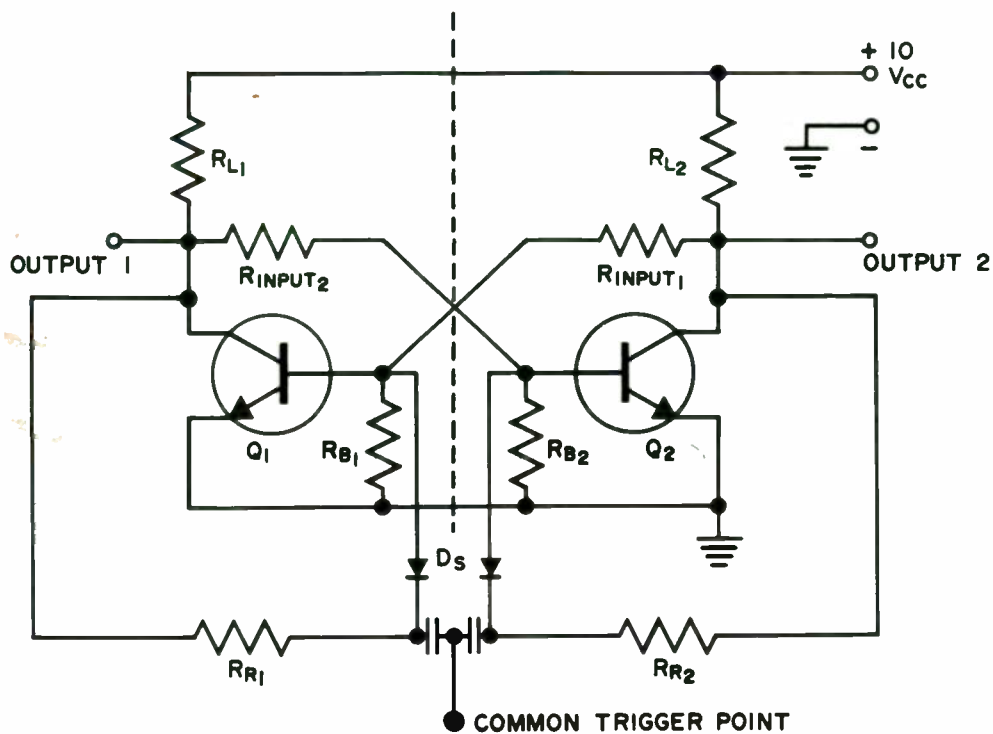 + 10
VCC
−
RL1
RL2
OUTPUT 1
RINPUT2
RINPUT1
OUTPUT 2
Q1
RB1
RB2
Q2
DS
RR1
RR2
COMMON TRIGGER POINT